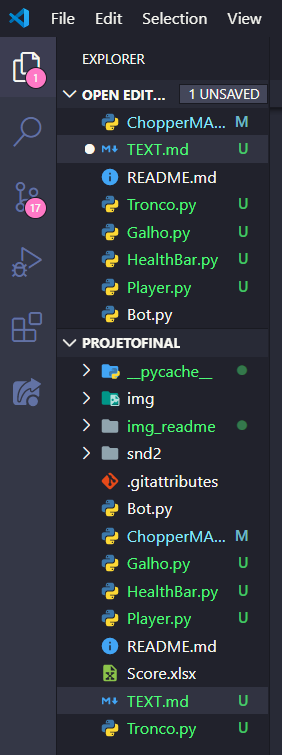 File Edit Selection View
EXPLORER
1
OPEN EDIT... 1 UNSAVED
ChopperMA... M
TEXT.md U
README.md
17
Tronco.py U
Galho.py U
HealthBar.py U
Player.py U
Bot.py
PROJETOFINAL
__pycache__
img
img_readme
snd2
.gitattributes
Bot.py
ChopperMA... M
Galho.py U
HealthBar.py U
Player.py U
README.md
Score.xlsx
TEXT.md U
Tronco.py U